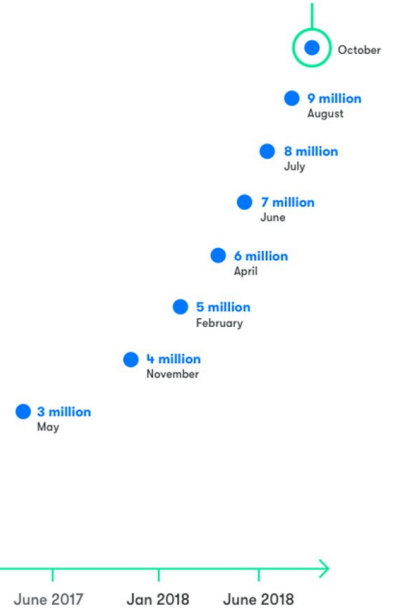 October
9 million
August
8 million
July
7 million
June
6 million
April
5 million
February
4 million
November
3 million
May
June 2017 Jan 2018 June 2018